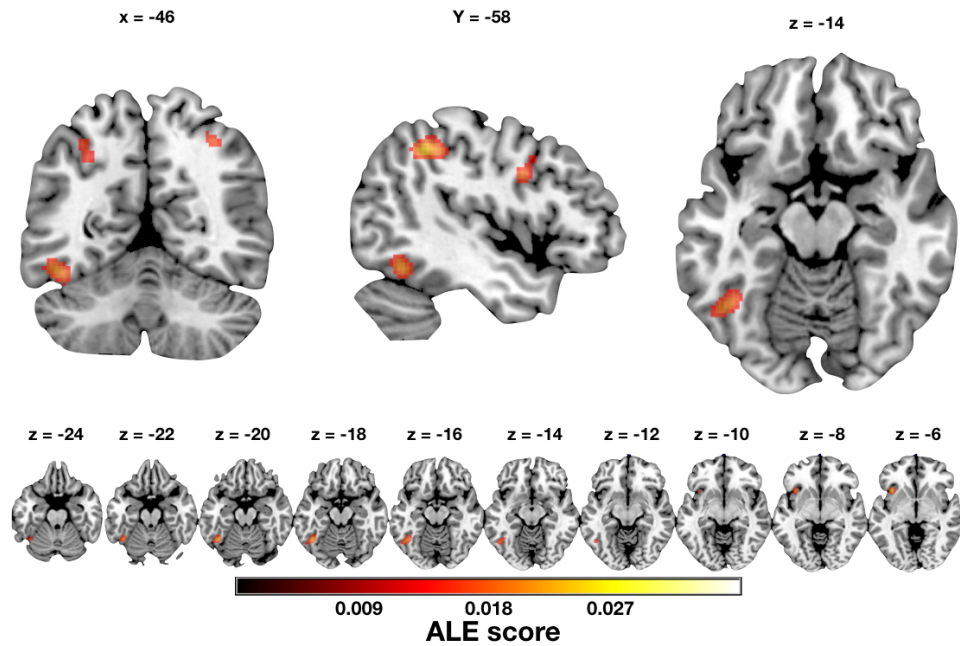 x = -46
Y = -58
z = -14
z = -24
z = -22
z = -20
z = -18
z = -16
z = -14
z = -12
z = -10
z = -8
z = -6
0.009
0.018
0.027
ALE score